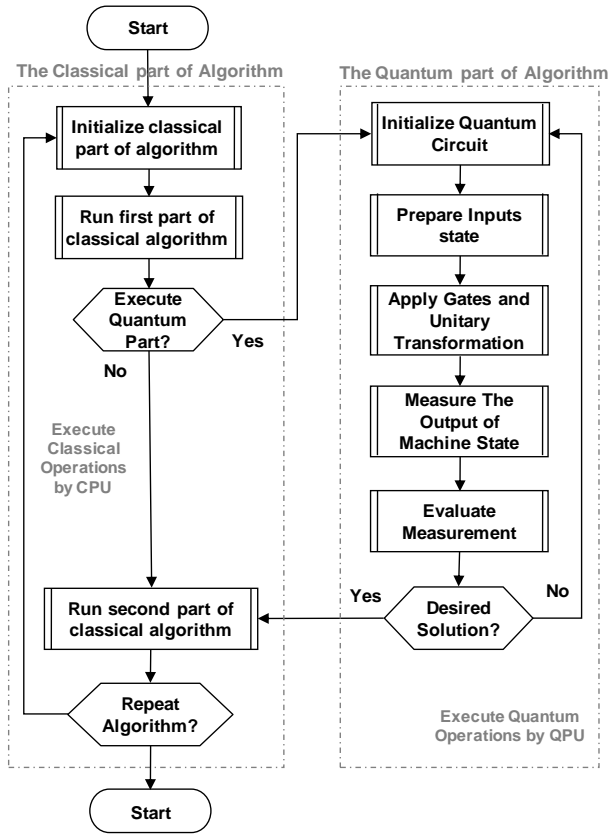 Start
The Classical part of Algorithm
Initialize classical
part of algorithm
Run first part of
classical algorithm
Execute
Quantum
Part?
Yes
No
Execute
Classical
Operations
by CPU
Run second part of
classical algorithm
Repeat
Algorithm?
Start
The Quantum part of Algorithm
Initialize Quantum
Circuit
Prepare Inputs
state
Apply Gates and
Unitary
Transformation
Measure The
Output of
Machine State
Evaluate
Measurement
Yes
Desired
Solution?
No
Execute Quantum
Operations by QPU